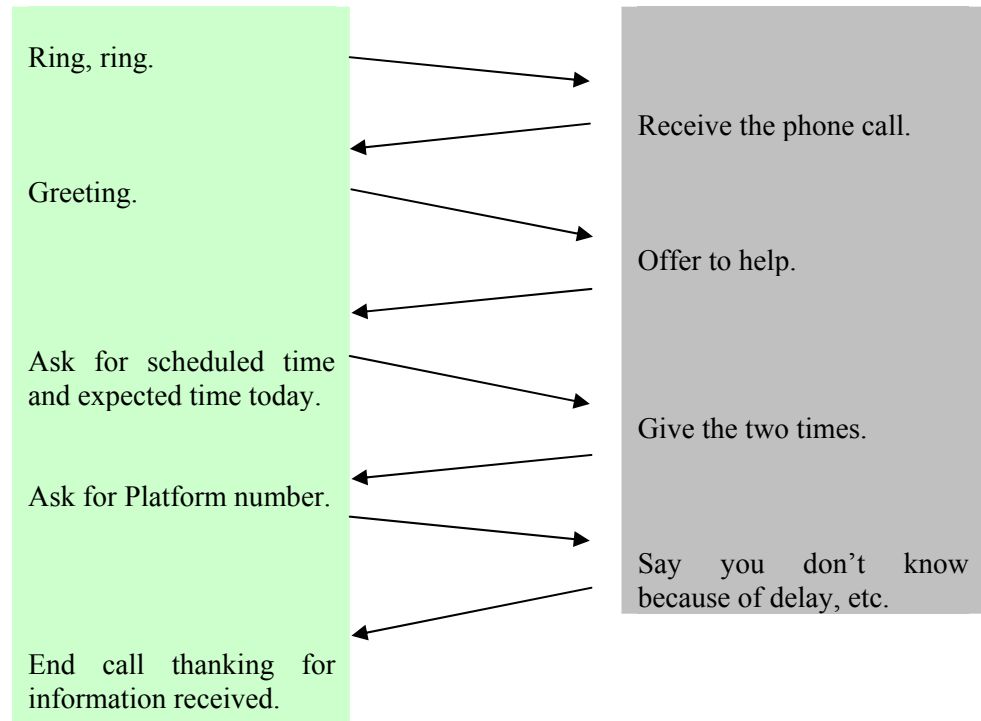 Ring, ring.
Receive the phone call.
Greeting.
Offer to help.
Ask for scheduled time
and expected time today.
Give the two times.
Ask for Platform number.
Say you don’t know
because of delay, etc.
End call thanking for
information received.